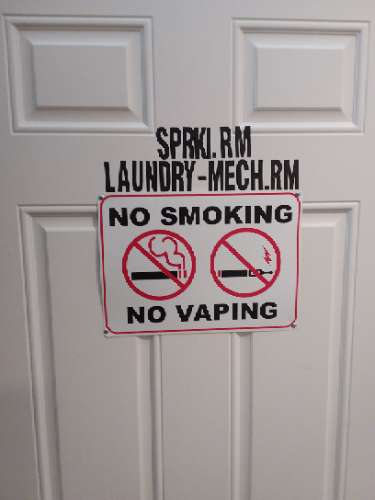 SPRKL.RM
LAUNDRY-MECH.RM
NO SMOKING
NO VAPING